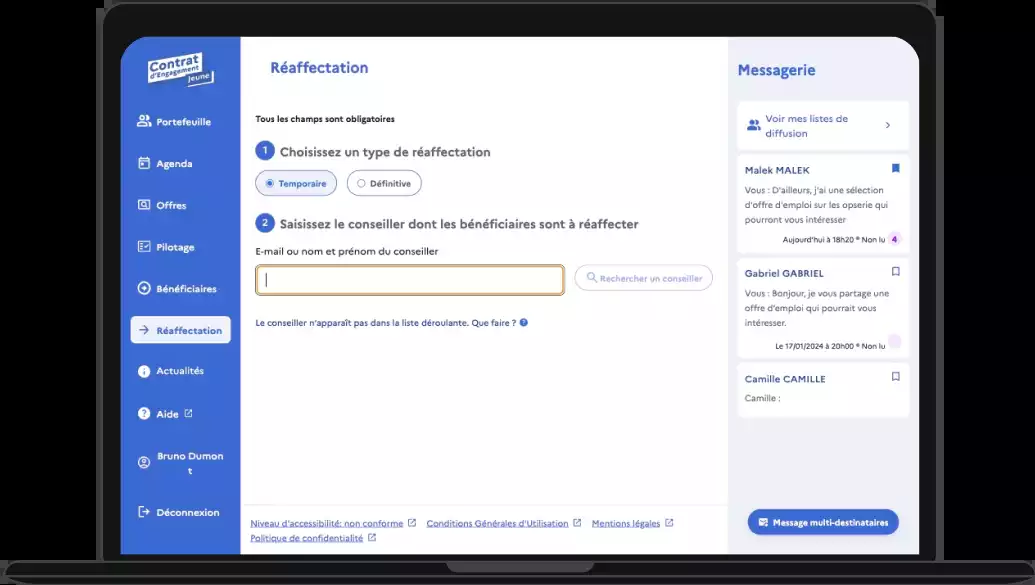 Contrat
d'Engagement
Jeune
Portefeuille
Agenda
Offres
Pilotage
Bénéficiaires
Réaffectation
Actualités
Aide
Bruno Dumon
t
Déconnexion
Réaffectation
Tous les champs sont obligatoires
1 Choisissez un type de réaffectation
Temporaire Définitive
2 Saisissez le conseiller dont les bénéficiaires sont à réaffecter
E-mail ou nom et prénom du conseiller
Rechercher un conseiller
Le conseiller n'apparaît pas dans la liste déroulante. Que faire ? ?
Niveau d'accessibilité: non conforme Conditions Générales d'Utilisation Mentions légales
Politique de confidentialité
Messagerie
Voir mes listes de
diffusion
Malek MALEK
Vous : D'ailleurs, j'ai une sélection
d'offre d'emploi sur les opserie qui
pourront vous intéresser
Aujourd'hui à 18h20 • Non lu 4
Gabriel GABRIEL
Vous : Bonjour, je vous partage une
offre d'emploi qui pourrait vous
intéresser.
Le 17/01/2024 à 20h00 • Non lu
Camille CAMILLE
Camille :
Message multi-destinataires